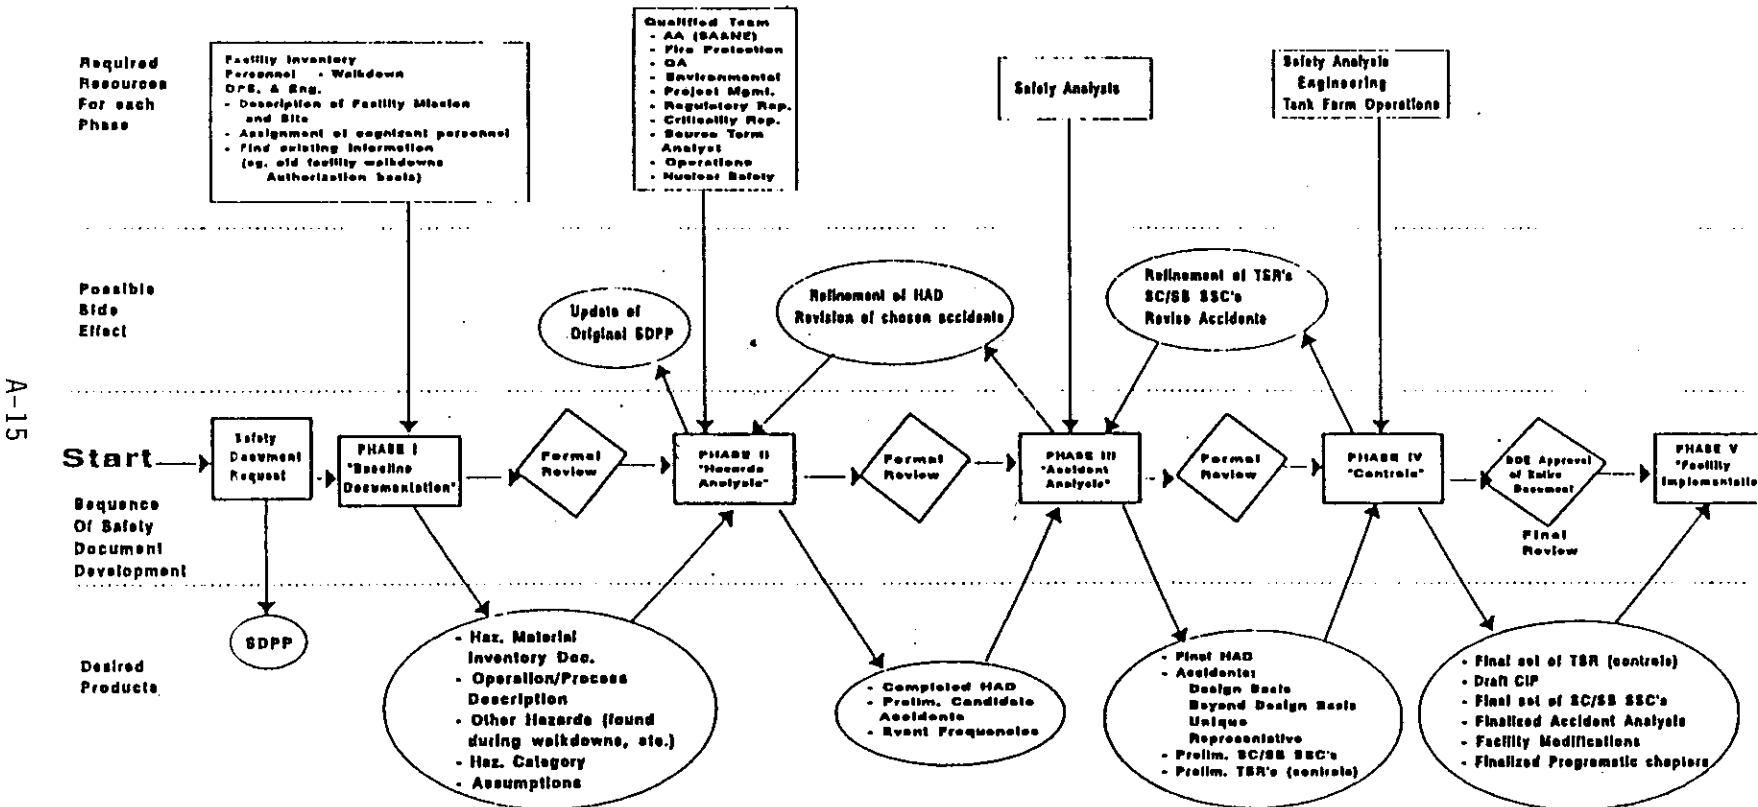 Required
Resources
For each
Phase
Facility Inventory
Personnel - Walkdown
OPS. & Eng.
- Description of Facility Mission
and Site
- Assignment of cognizant personnel
- Find existing information
(eg. old facility walkdowns
Authorization basis)
Qualified Team
- AA (SA&NE)
- Fire Protection
- QA
- Environmental
- Project Mgmt.
- Regulatory Rep.
- Criticality Rep.
- Source Term
Analyst
- Operations
- Nuclear Safety
Safety Analysis
Safety Analysis
Engineering
Tank Farm Operations
Possible
Side
Effect
Update of
Original SDPP
Refinement of HAD
Revision of chosen accidents
Refinement of TSR's
SC/SS SSC's
Revise Accidents
A-15
Start
Safety
Document
Request
PHASE I
"Baseline
Documentation"
Formal
Review
PHASE II
"Hazards
Analysis"
Formal
Review
PHASE III
"Accident
Analysis"
Formal
Review
PHASE IV
"Controls"
DOE Approval
of Entire
Document
Final
Review
PHASE V
"Facility
Implementatio
Sequence
Of Safety
Document
Development
Desired
Products
SDPP
- Haz. Material
Inventory Doc.
- Operation/Process
Description
- Other Hazards (found
during walkdowns, etc.)
- Haz. Category
- Assumptions
- Completed HAD
- Prelim. Candidate
Accidents
- Event Frequencies
- Final HAD
- Accidents:
Design Basis
Beyond Design Basis
Unique
Representative
- Prelim. SC/SS SSC's
- Prelim. TSR's (controls)
- Final set of TSR (controls)
- Draft CIP
- Final set of SC/SS SSC's
- Finalized Accident Analysis
- Facility Modifications
- Finalized Programatic chapters